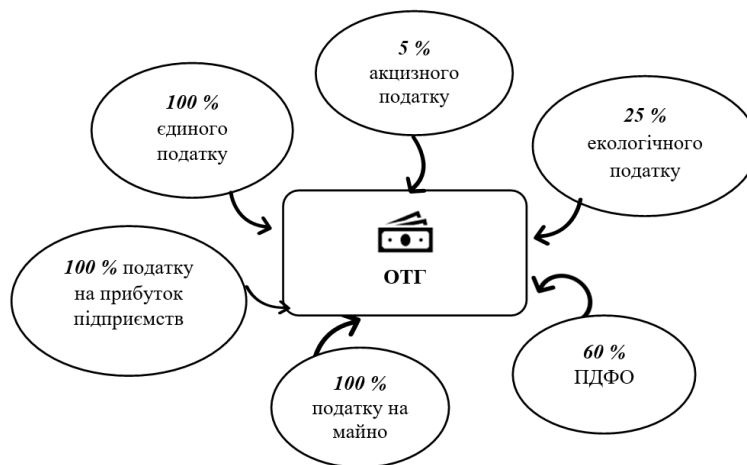 5 %
акцизного
податку
100 %
єдиного
податку
25 %
екологічного
податку
ОТГ
100 % податку
на прибуток
підприємств
100 %
податку на
майно
60 %
ПДФО